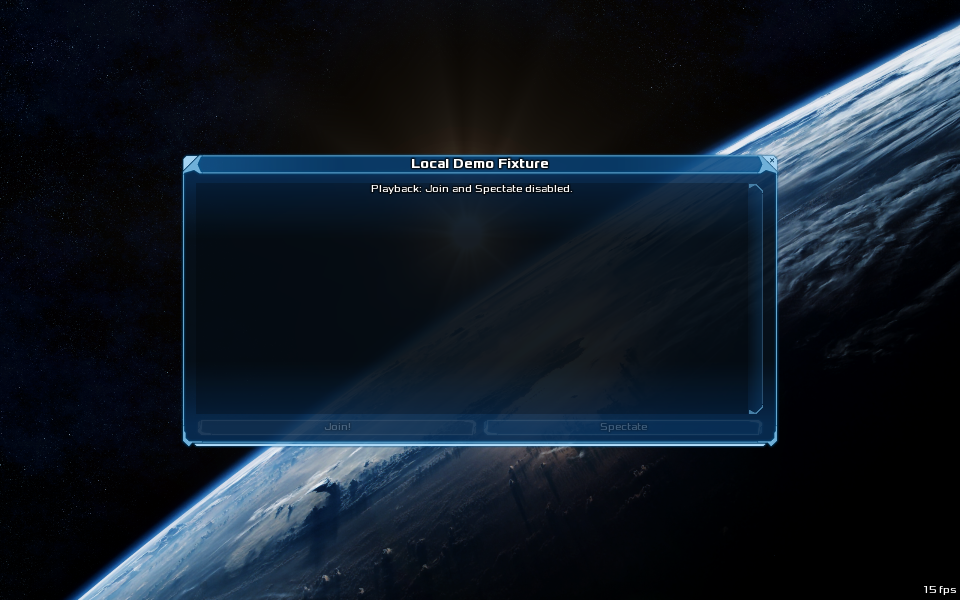 Local Demo Fixture
x
Playback: Join and Spectate disabled.
Join!
Spectate
15 fps